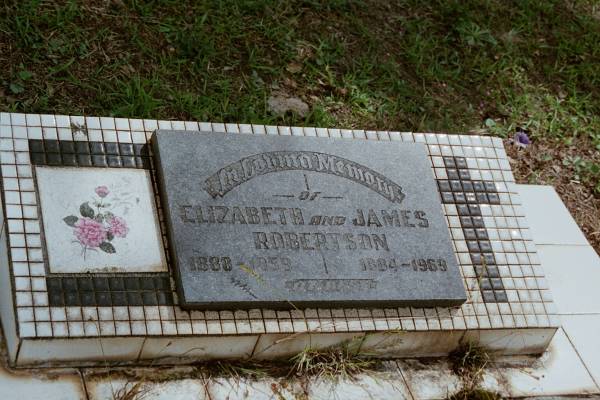 In Loving Memory
OF
ELIZABETH AND JAMES
ROBERTSON
1888-1959 1884-1969